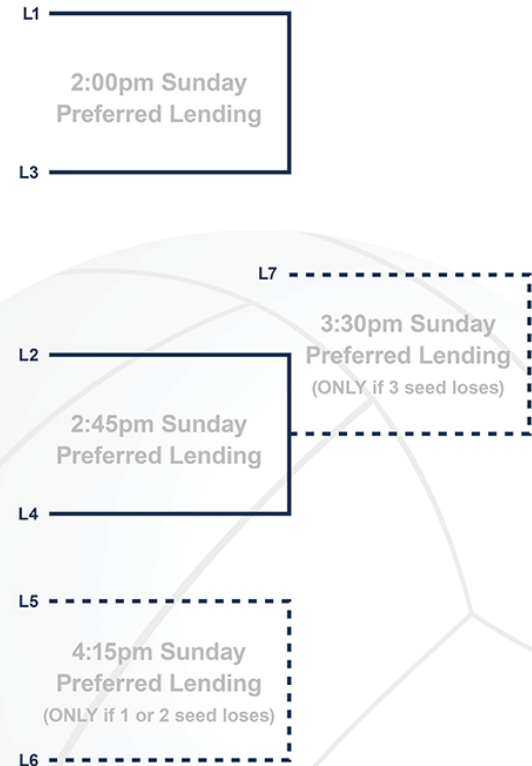 L1
2:00pm Sunday
Preferred Lending
L3
L7
3:30pm Sunday
Preferred Lending
(ONLY if 3 seed loses)
L2
2:45pm Sunday
Preferred Lending
L4
L5
4:15pm Sunday
Preferred Lending
(ONLY if 1 or 2 seed loses)
L6